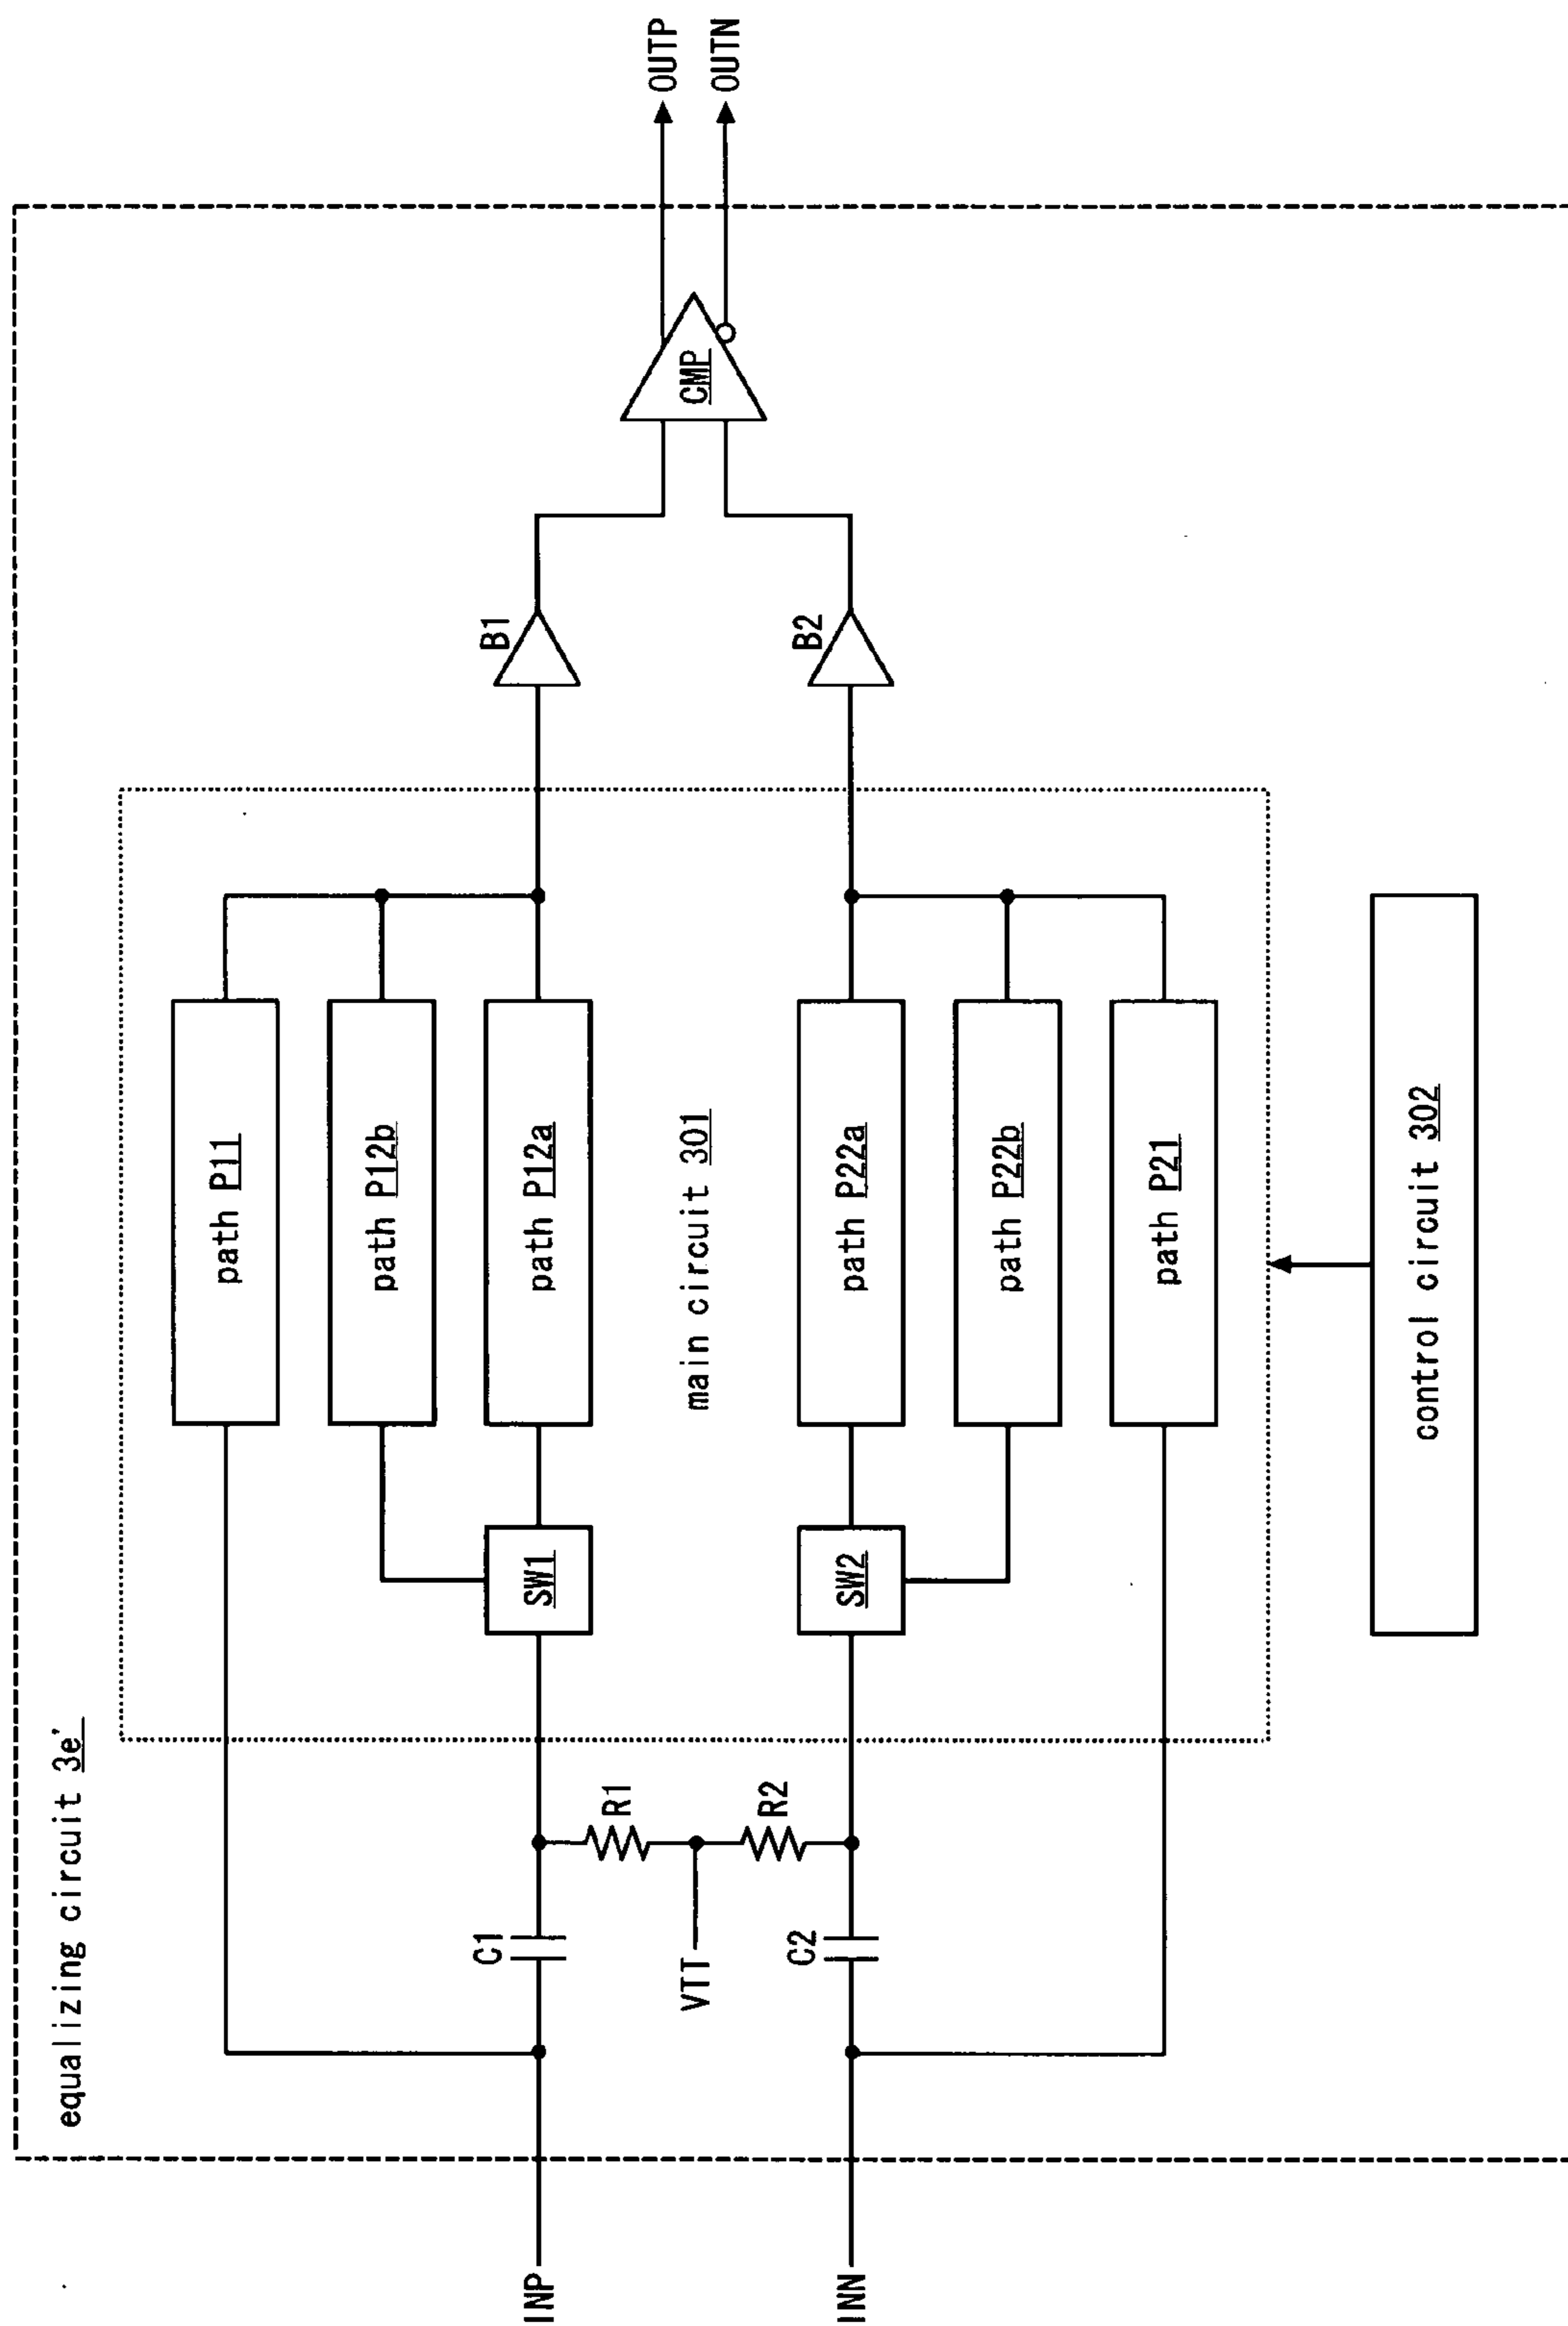 equalizing circuit 3e'
path P11
path P12b
SW1
path P12a
C1
B1
INP
R1
main circuit 301
OUTP
VTT
CMP
OUTN
R2
C2
B2
INN
SW2
path P22a
path P22b
path P21
control circuit 302